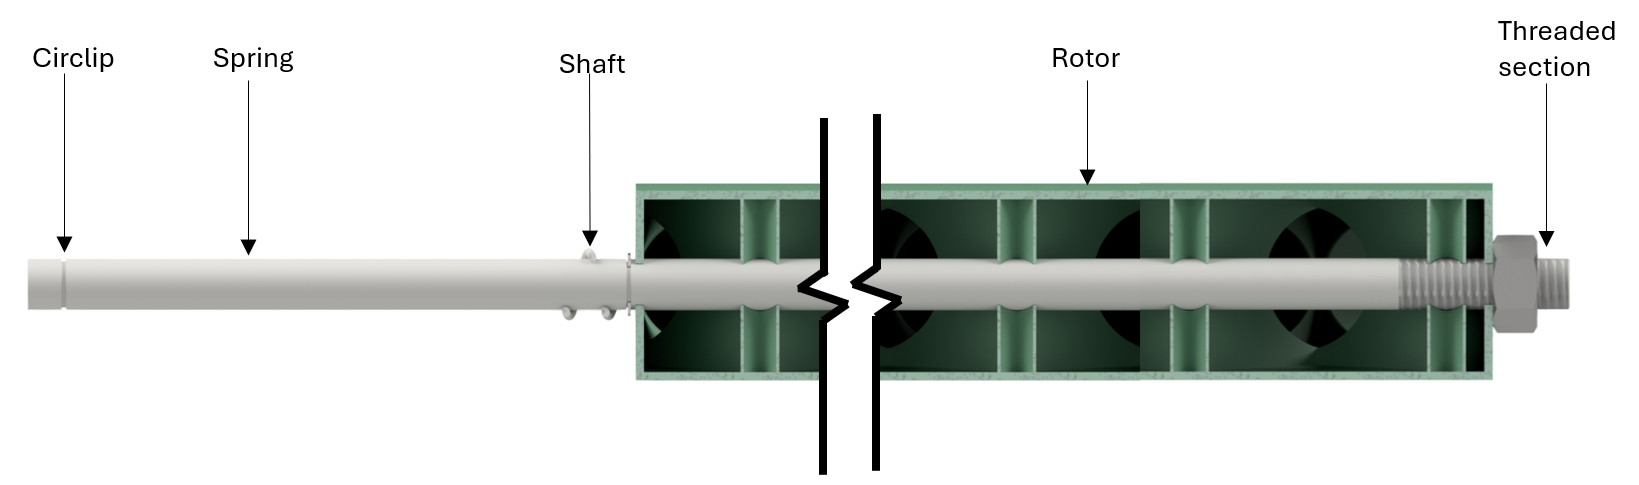 Circlip
Spring
Shaft
Rotor
Threaded
section